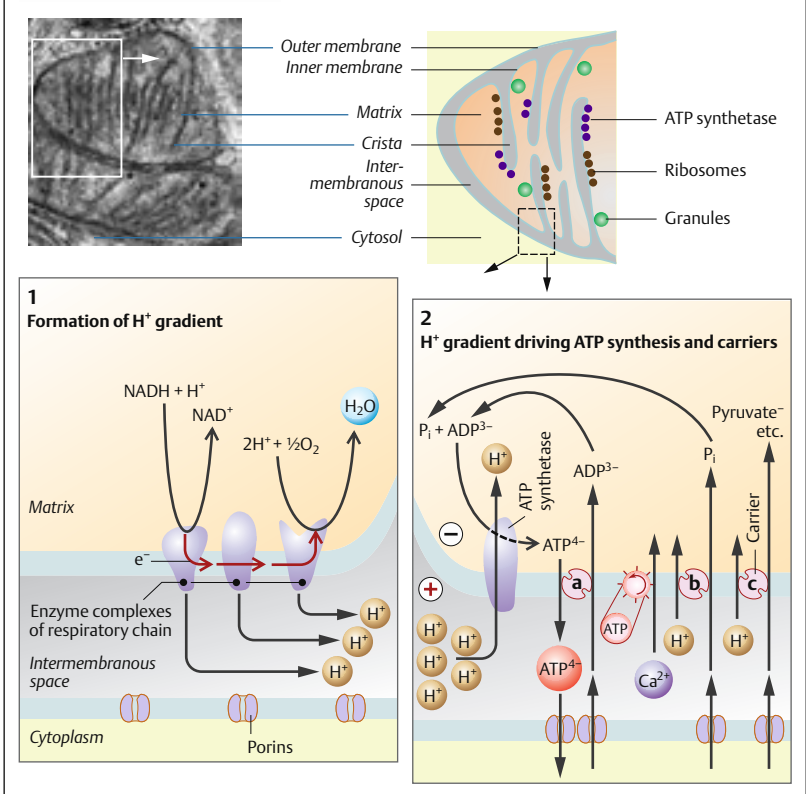 Outer membrane
Inner membrane
Matrix
Crista
Inter-
membranous
space
Cytosol
ATP synthetase
Ribosomes
Granules
1
Formation of H⁺ gradient
NADH + H⁺
NAD⁺
2H⁺ + ½O₂
H₂O
Matrix
e⁻
Enzyme complexes
of respiratory chain
H⁺
H⁺
H⁺
Intermembranous
space
Cytoplasm
Porins
2
H⁺ gradient driving ATP synthesis and carriers
Pᵢ + ADP³⁻
H⁺
ATP
synthetase
ADP³⁻
Pᵢ
Pyruvate⁻
etc.
Carrier
−
ATP⁴⁻
+
a
b
c
ATP
H⁺
H⁺
H⁺
H⁺
H⁺
H⁺
H⁺
ATP⁴⁻
Ca²⁺